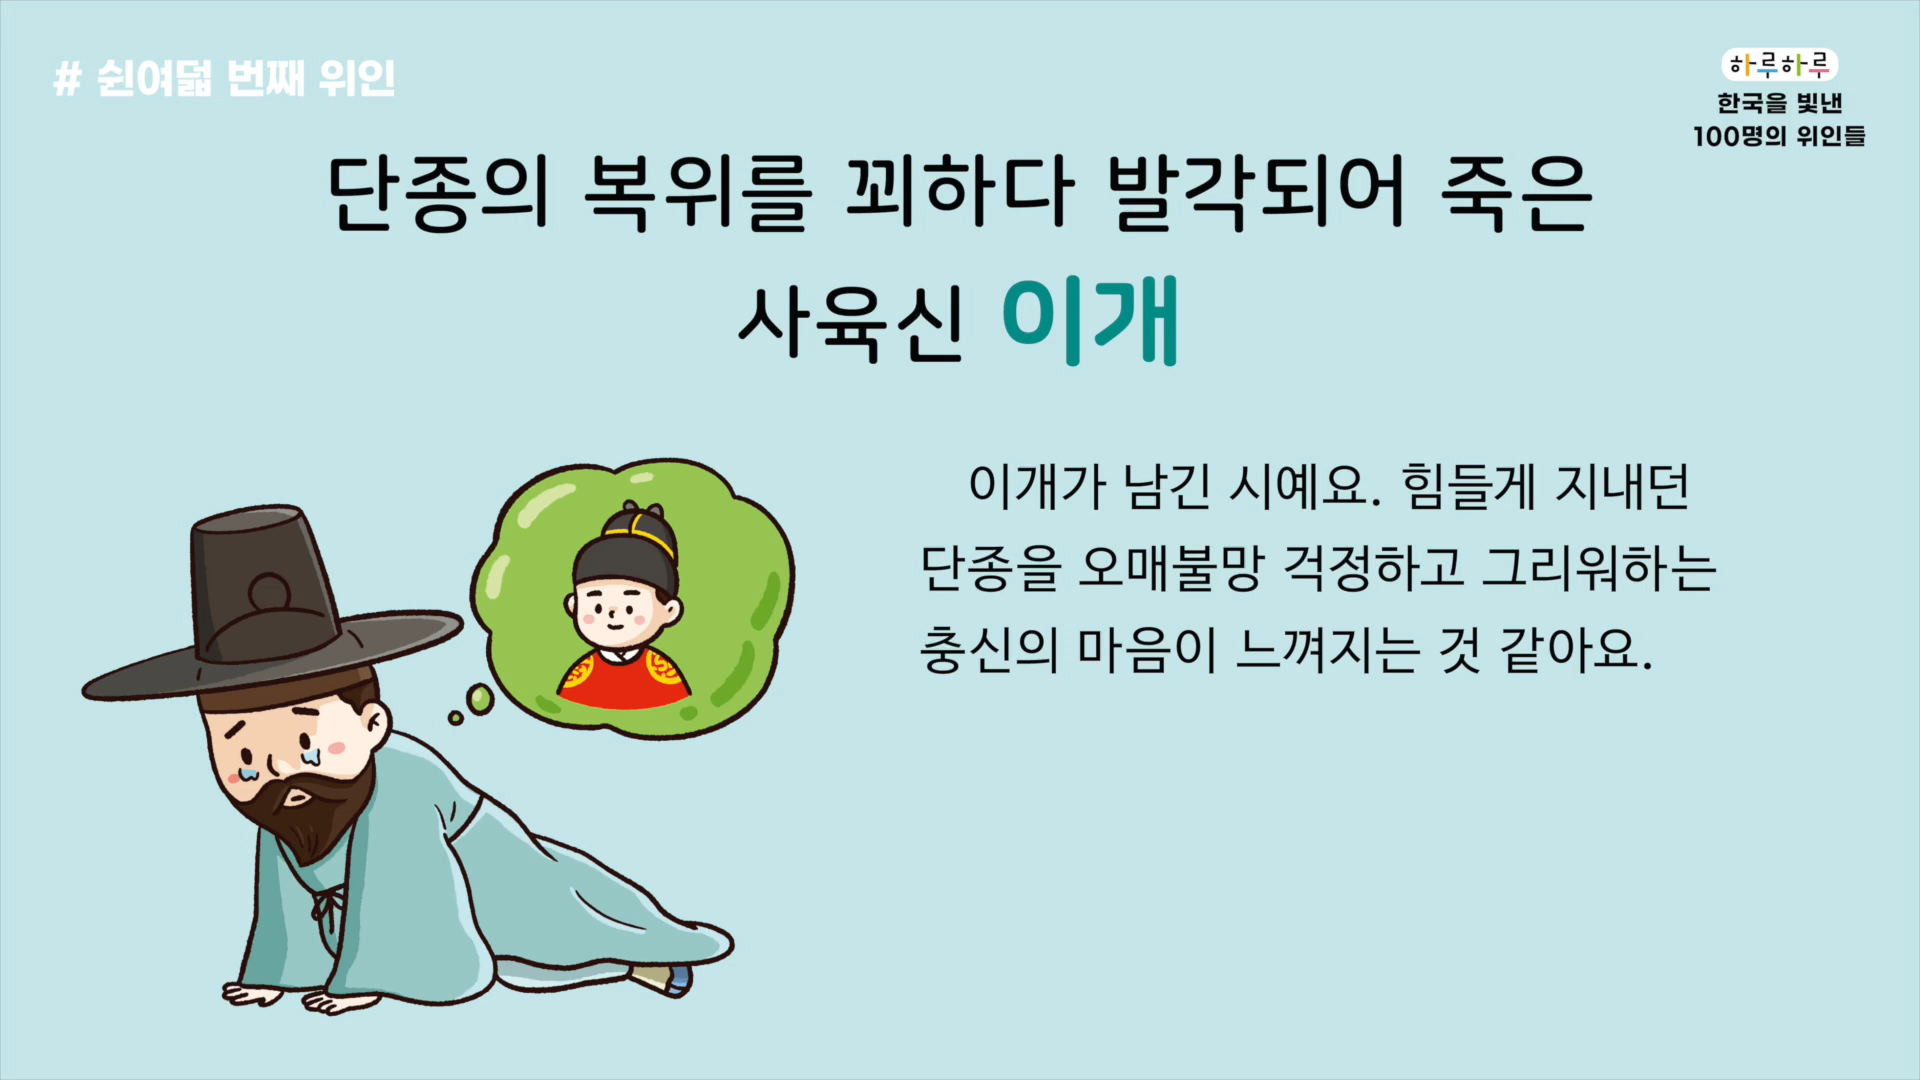 # 쉰여덟 번째 위인
하루하루
한국을 빛낸
100명의 위인들
단종의 복위를 꾀하다 발각되어 죽은
사육신 이개
이개가 남긴 시예요. 힘들게 지내던
단종을 오매불망 걱정하고 그리워하는
충신의 마음이 느껴지는 것 같아요.